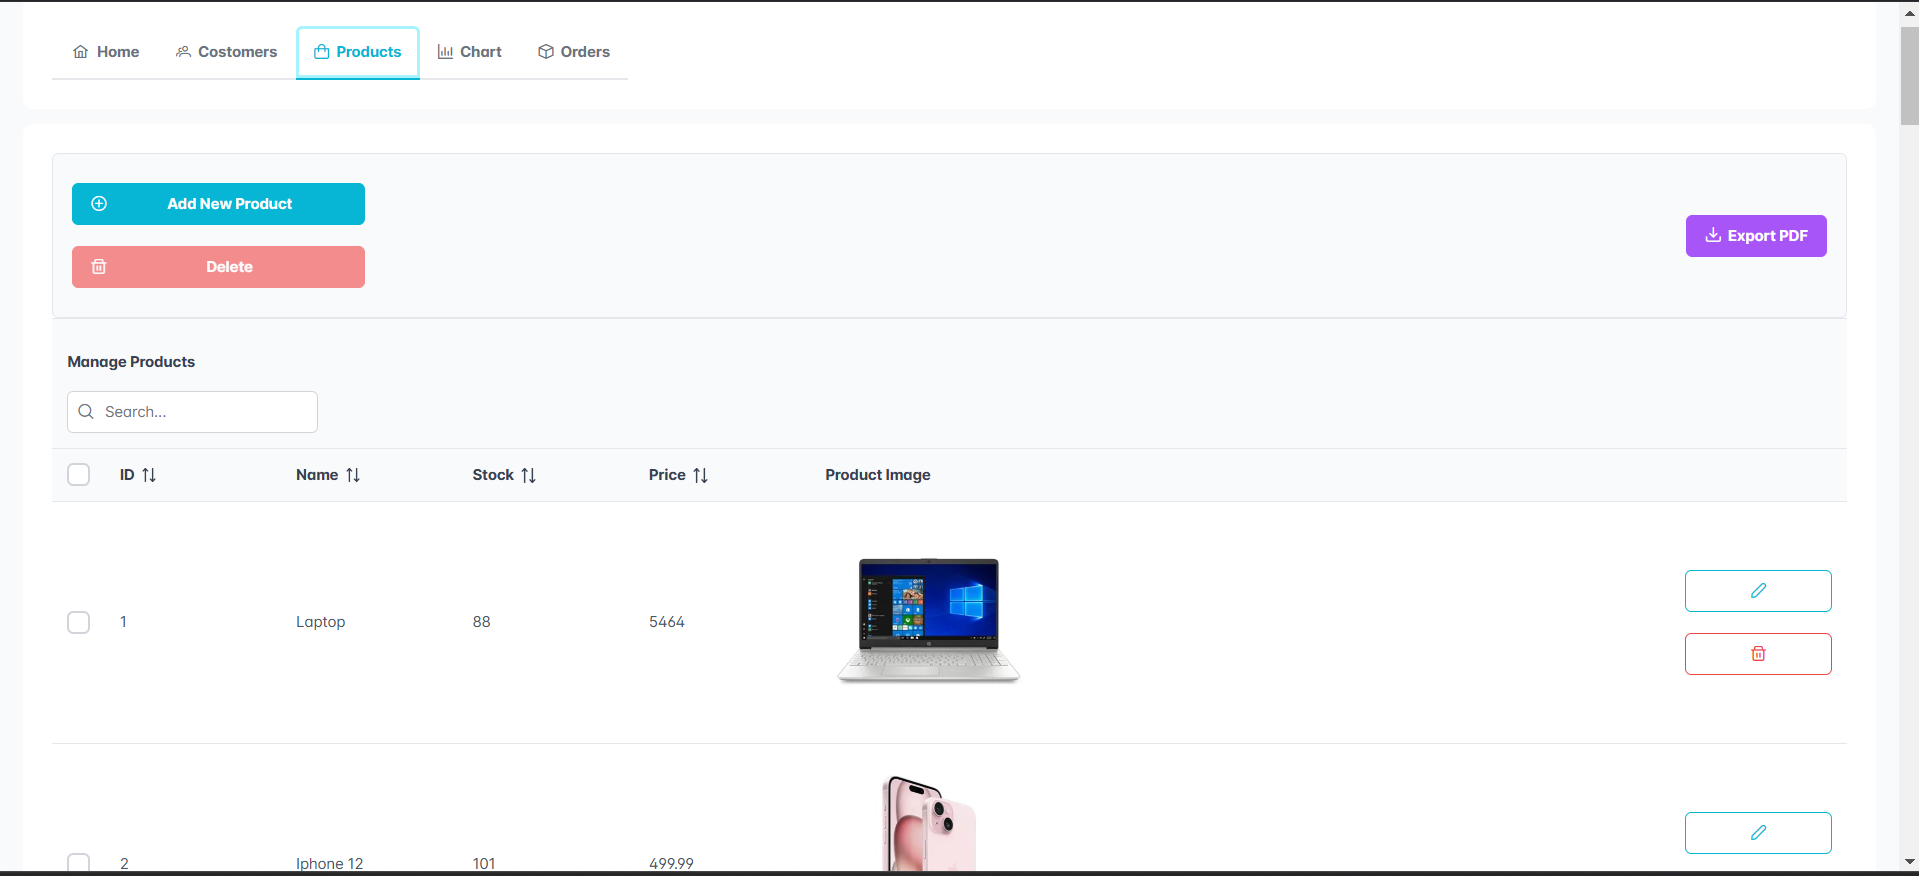 Home Costomers Products Chart Orders
Add New Product
Delete
Export PDF
Manage Products
Search...
ID Name Stock Price Product Image
1 Laptop 88 5464
2 Iphone 12 101 499.99